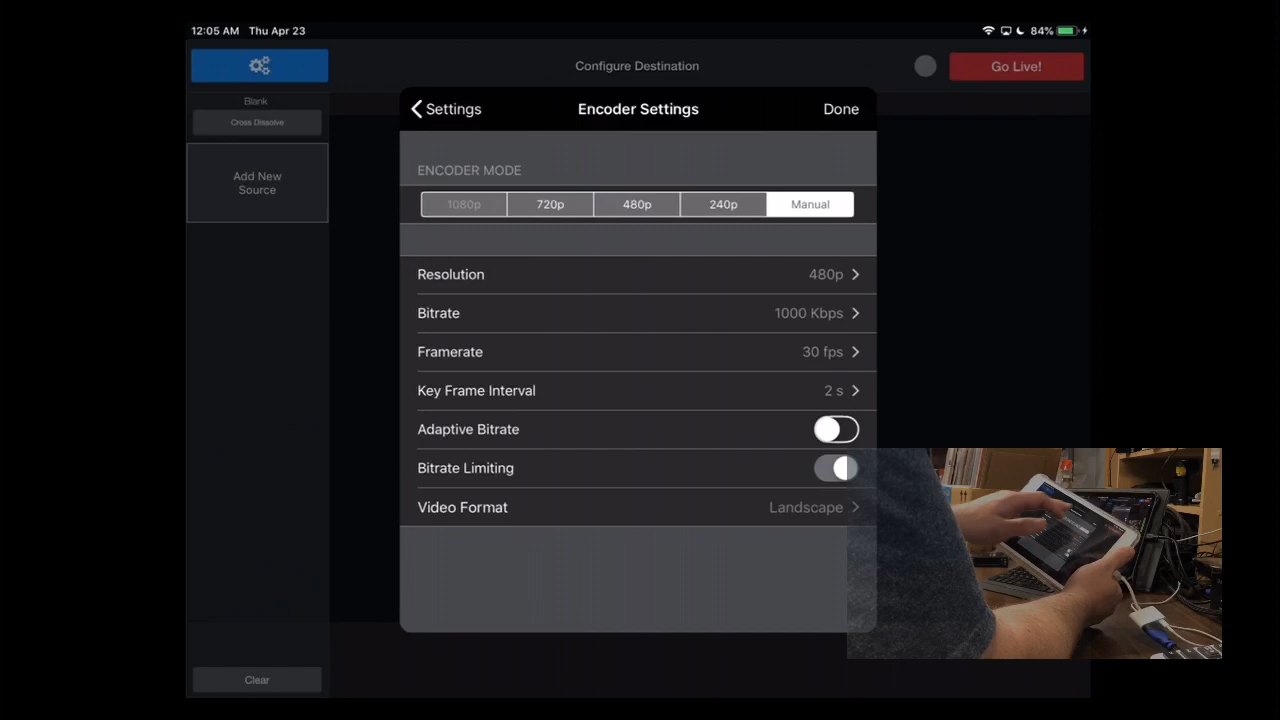 12:05 AM Thu Apr 23
84%
Configure Destination
Go Live!
Blank
Cross Dissolve
Add New
Source
Clear
Settings
Encoder Settings
Done
ENCODER MODE
1080p
720p
480p
240p
Manual
Resolution 480p
Bitrate 1000 Kbps
Framerate 30 fps
Key Frame Interval 2 s
Adaptive Bitrate
Bitrate Limiting
Video Format Landscape